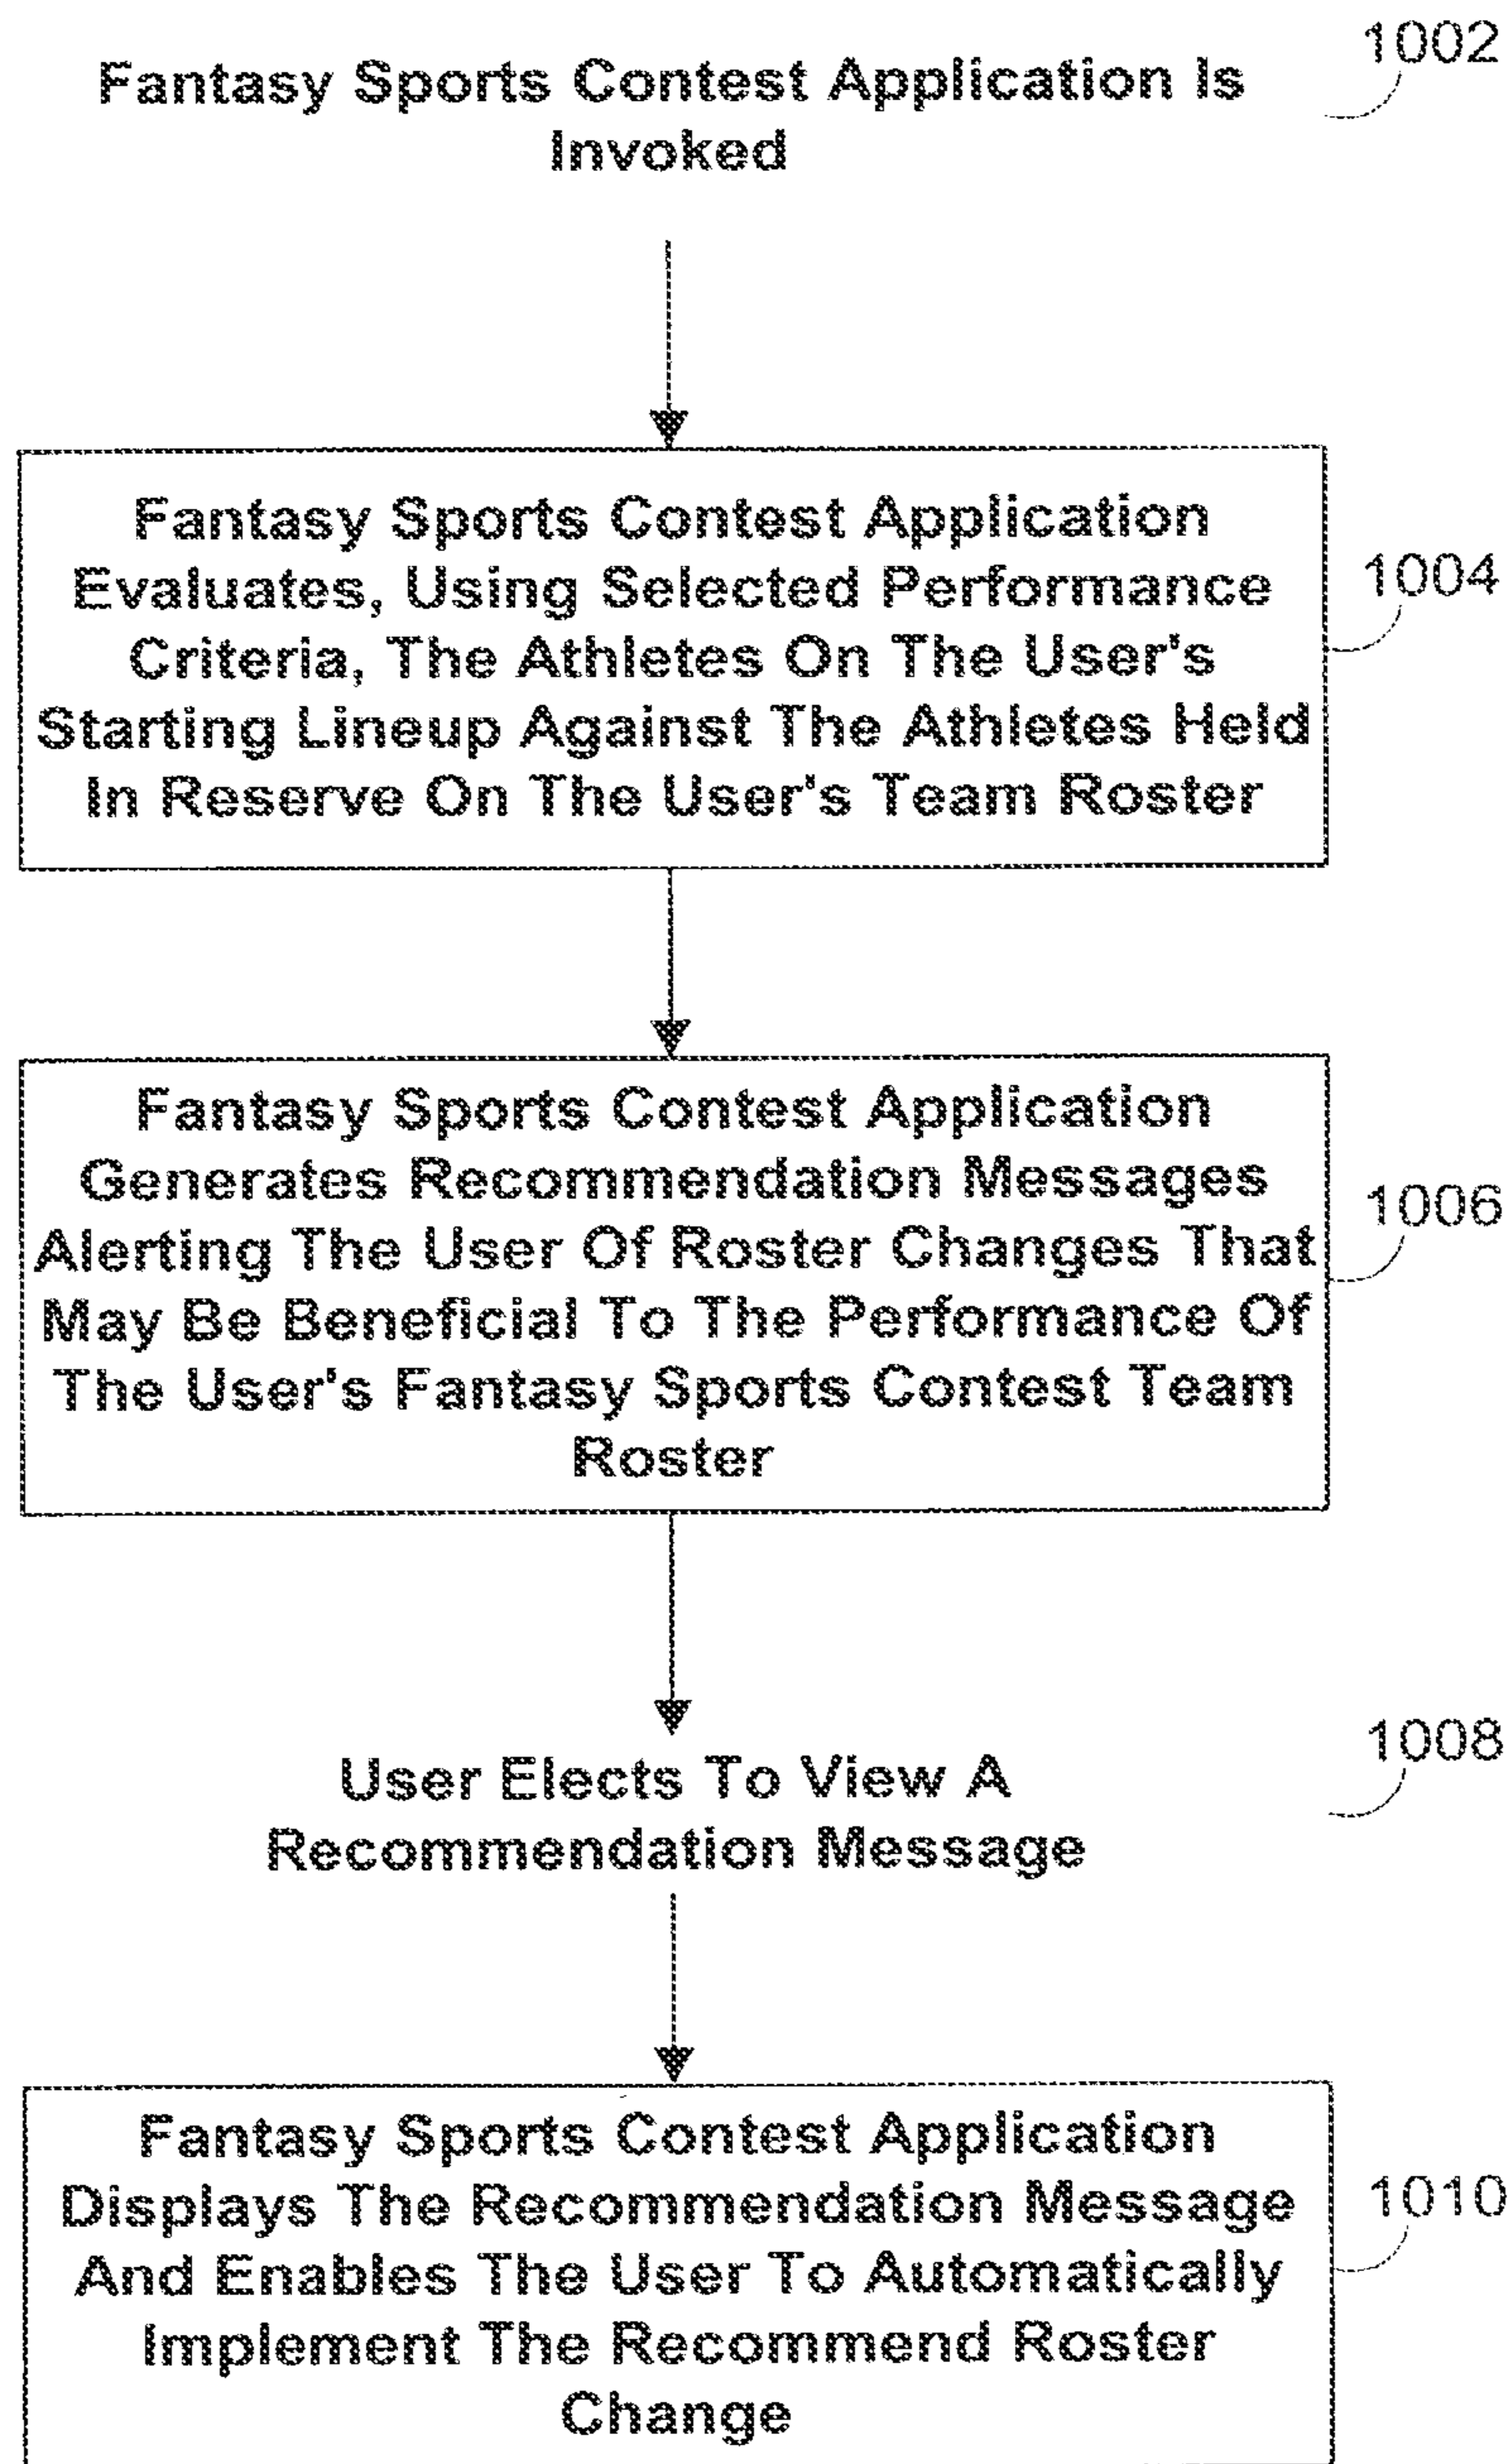 1002
Fantasy Sports Contest Application Is
Invoked
Fantasy Sports Contest Application
Evaluates, Using Selected Performance
Criteria, The Athletes On The User's
Starting Lineup Against The Athletes Held
In Reserve On The User's Team Roster
1004
Fantasy Sports Contest Application
Generates Recommendation Messages
Alerting The User Of Roster Changes That
May Be Beneficial To The Performance Of
The User's Fantasy Sports Contest Team
Roster
1006
User Elects To View A
Recommendation Message
1008
Fantasy Sports Contest Application
Displays The Recommendation Message
And Enables The User To Automatically
Implement The Recommend Roster
Change
1010